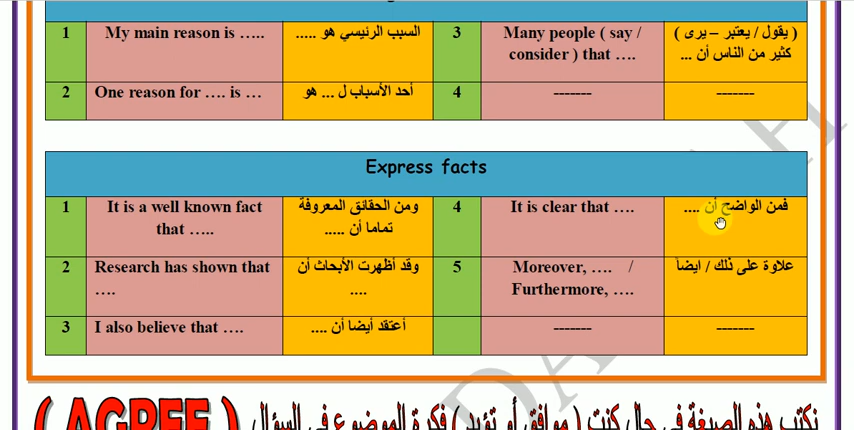 1 My main reason is ….. السبب الرئيسي هو ..... 3 Many people ( say / ( يقول / يعتبر – يرى )
consider ) that …. كثير من الناس أن ...
2 One reason for …. is … أحد الأسباب ل ... هو 4 ------- -------
Express facts
1 It is a well known fact ومن الحقائق المعروفة 4 It is clear that …. فمن الواضح أن ....
that ….. تماما أن .....
2 Research has shown that وقد أظهرت الأبحاث أن 5 Moreover, …. / علاوة على ذلك / ايضا
…. .... Furthermore, ….
3 I also believe that …. أعتقد أيضا أن .... ------- -------
نكتب هذه الصيغة في حال كنت ( موافق أو تؤيد ) فكرة الموضوع في السؤال ( AGREE )